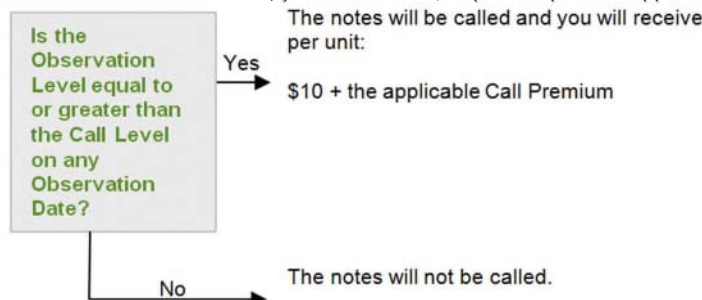 The notes will be called and you will receive
per unit:
Is the
Observation
Level equal to
or greater than
the Call Level
on any
Observation
Date?
Yes
$10 + the applicable Call Premium
No
The notes will not be called.